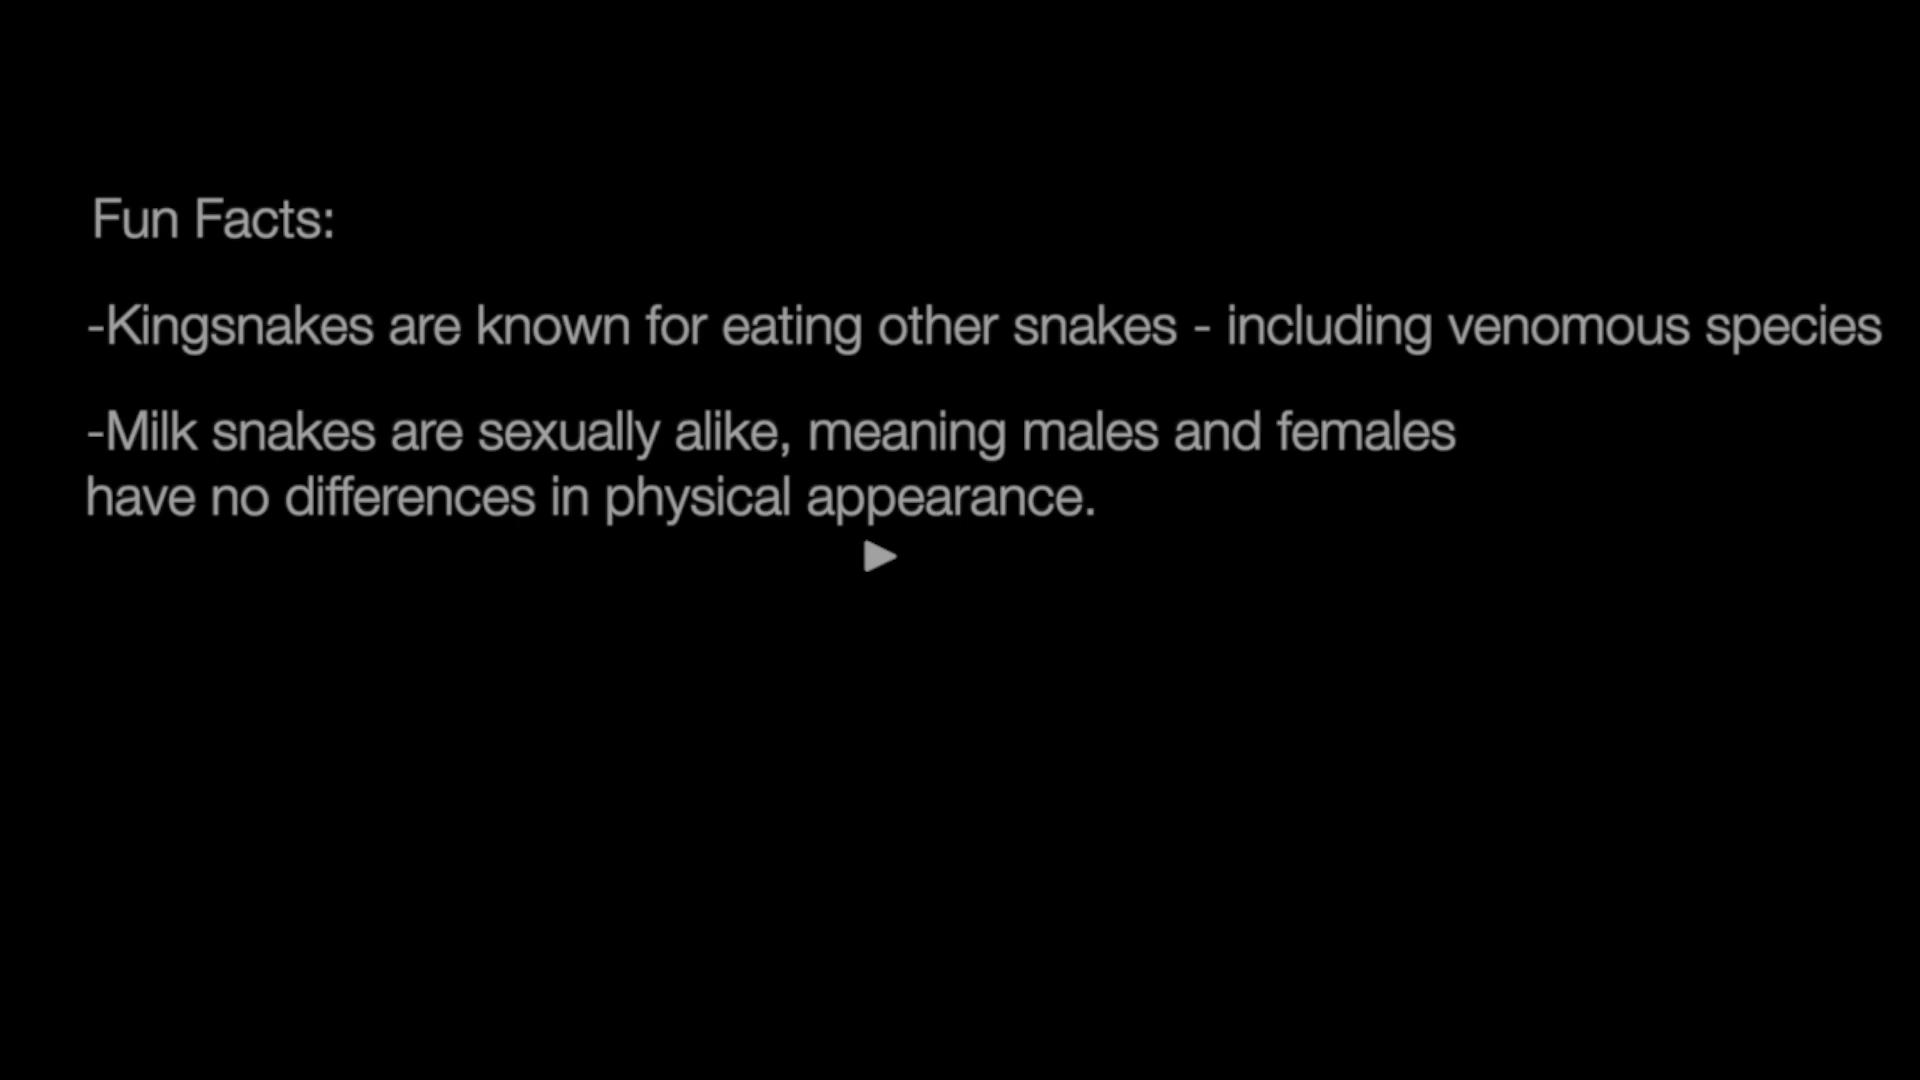 Fun Facts:
-Kingsnakes are known for eating other snakes - including venomous species
-Milk snakes are sexually alike, meaning males and females
have no differences in physical appearance.